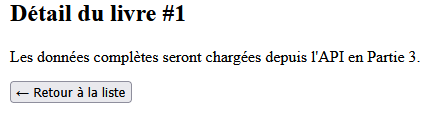 Détail du livre #1
Les données complètes seront chargées depuis l'API en Partie 3.
← Retour à la liste